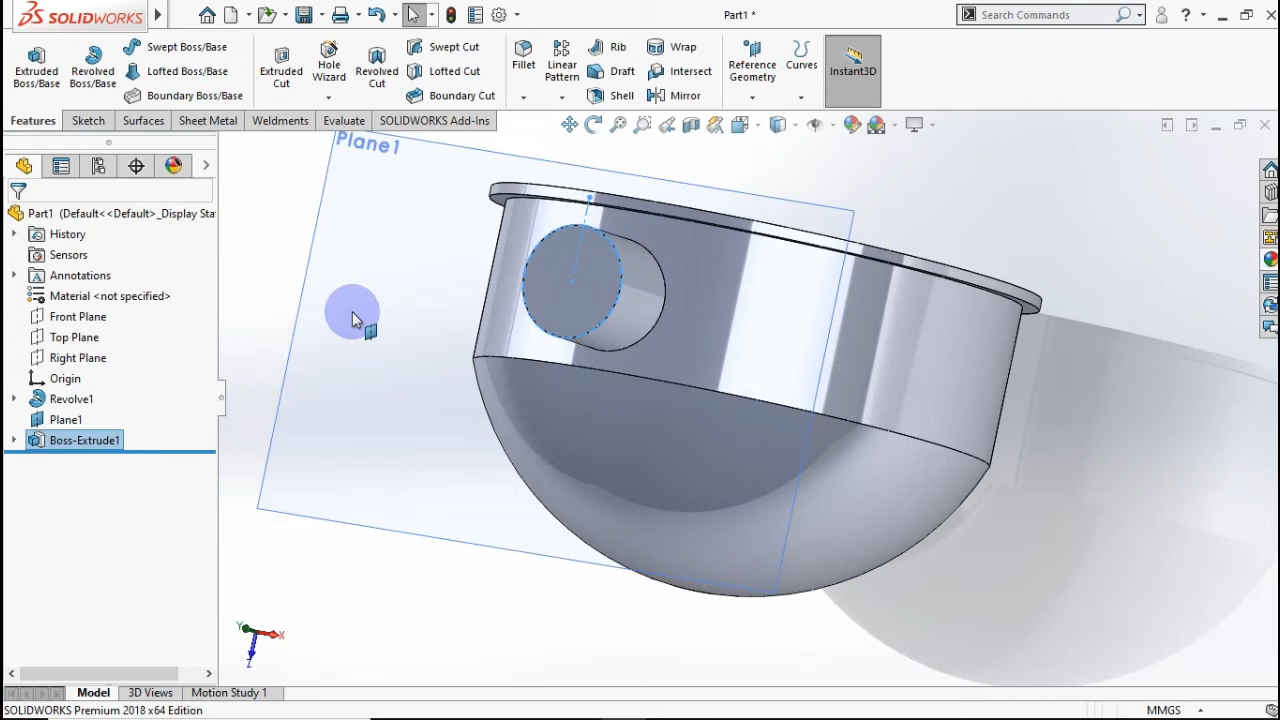 SOLIDWORKS
Part1 *
Search Commands
Extruded Boss/Base
Revolved Boss/Base
Swept Boss/Base
Lofted Boss/Base
Boundary Boss/Base
Extruded Cut
Hole Wizard
Revolved Cut
Swept Cut
Lofted Cut
Boundary Cut
Fillet
Linear Pattern
Rib
Draft
Shell
Wrap
Intersect
Mirror
Reference Geometry
Curves
Instant3D
Features
Sketch
Surfaces
Sheet Metal
Weldments
Evaluate
SOLIDWORKS Add-Ins
Part1 (Default<<Default>_Display Sta
History
Sensors
Annotations
Material <not specified>
Front Plane
Top Plane
Right Plane
Origin
Revolve1
Plane1
Boss-Extrude1
Plane1
Y
X
Z
Model
3D Views
Motion Study 1
SOLIDWORKS Premium 2018 x64 Edition
MMGS